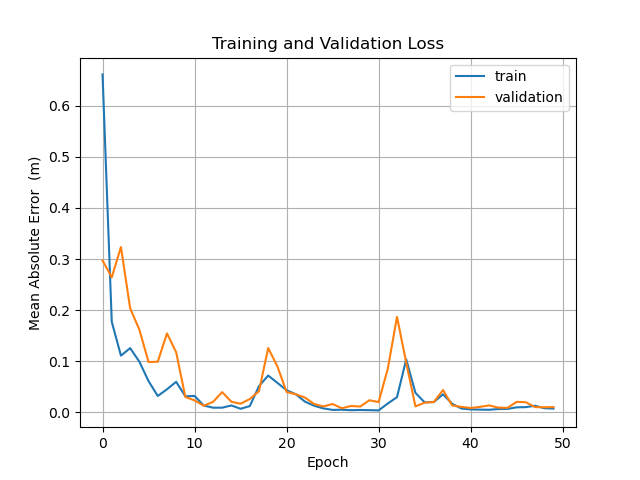 Training and Validation Loss
train
validation
Mean Absolute Error  (m)
0.6
0.5
0.4
0.3
0.2
0.1
0.0
0 10 20 30 40 50
Epoch